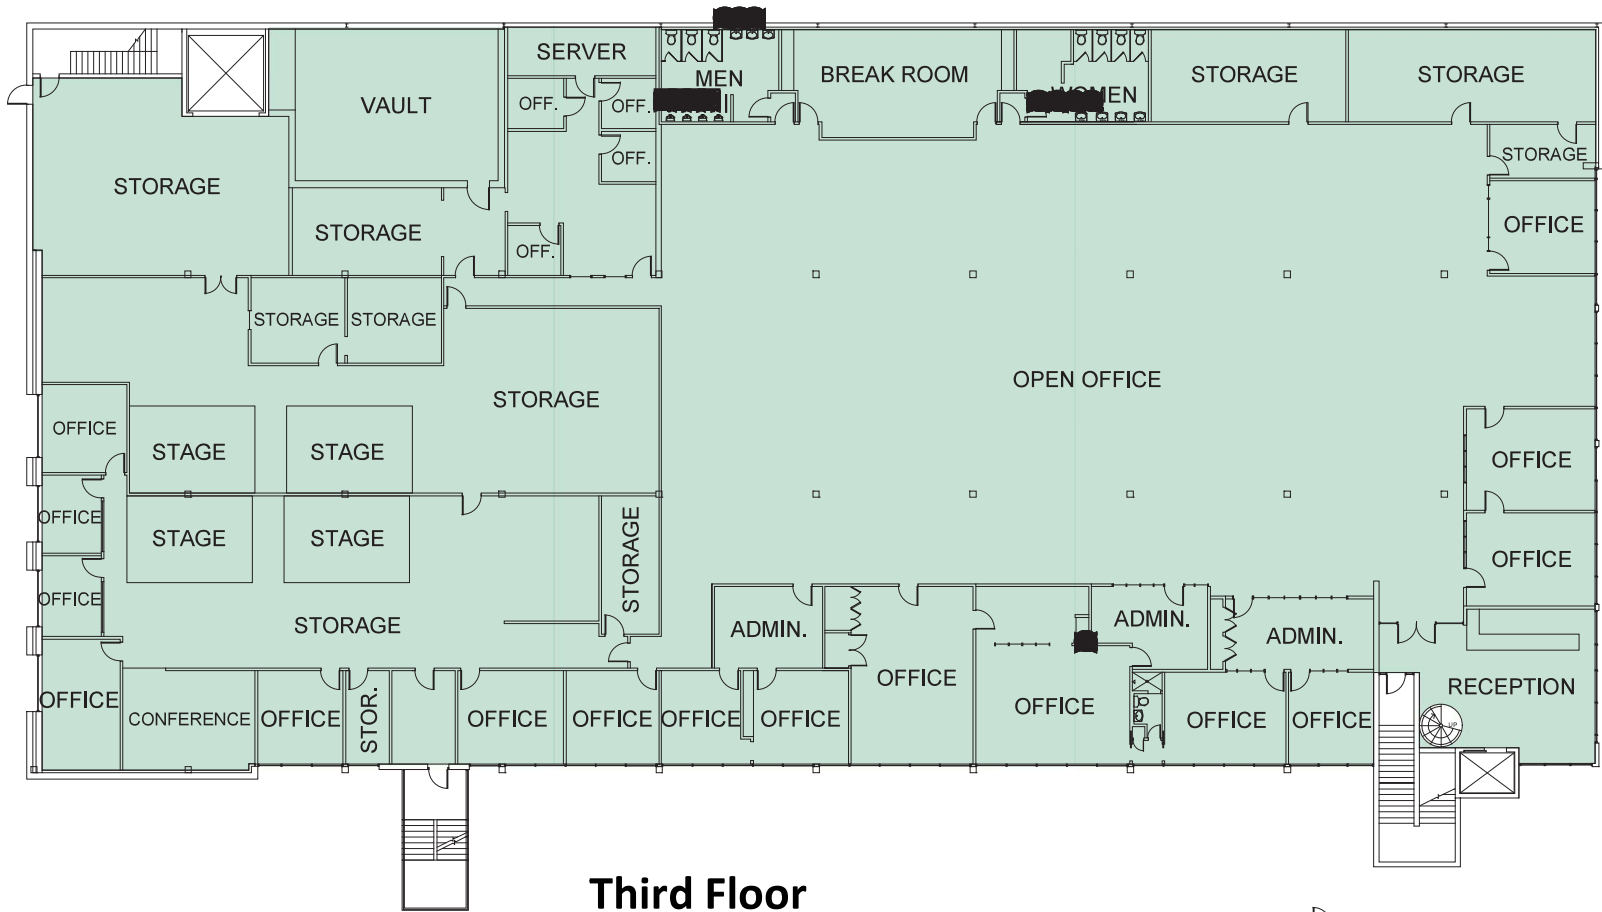 SERVER
MEN
BREAK ROOM
WOMEN
STORAGE
STORAGE
VAULT
OFF.
OFF.
OFF.
STORAGE
STORAGE
STORAGE
OFFICE
OFF.
STORAGE
STORAGE
STORAGE
OPEN OFFICE
OFFICE
STAGE
STAGE
OFFICE
OFFICE
STAGE
STAGE
STORAGE
OFFICE
OFFICE
STORAGE
ADMIN.
ADMIN.
ADMIN.
OFFICE
CONFERENCE
OFFICE
STOR.
OFFICE
OFFICE
OFFICE
OFFICE
OFFICE
OFFICE
OFFICE
OFFICE
RECEPTION
UP
Third Floor